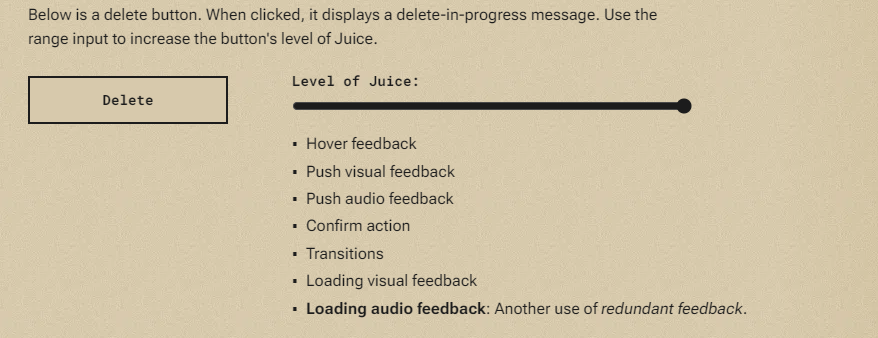 Below is a delete button. When clicked, it displays a delete-in-progress message. Use the
range input to increase the button's level of Juice.
Delete
Level of Juice:
▪ Hover feedback
▪ Push visual feedback
▪ Push audio feedback
▪ Confirm action
▪ Transitions
▪ Loading visual feedback
▪ Loading audio feedback: Another use of redundant feedback.